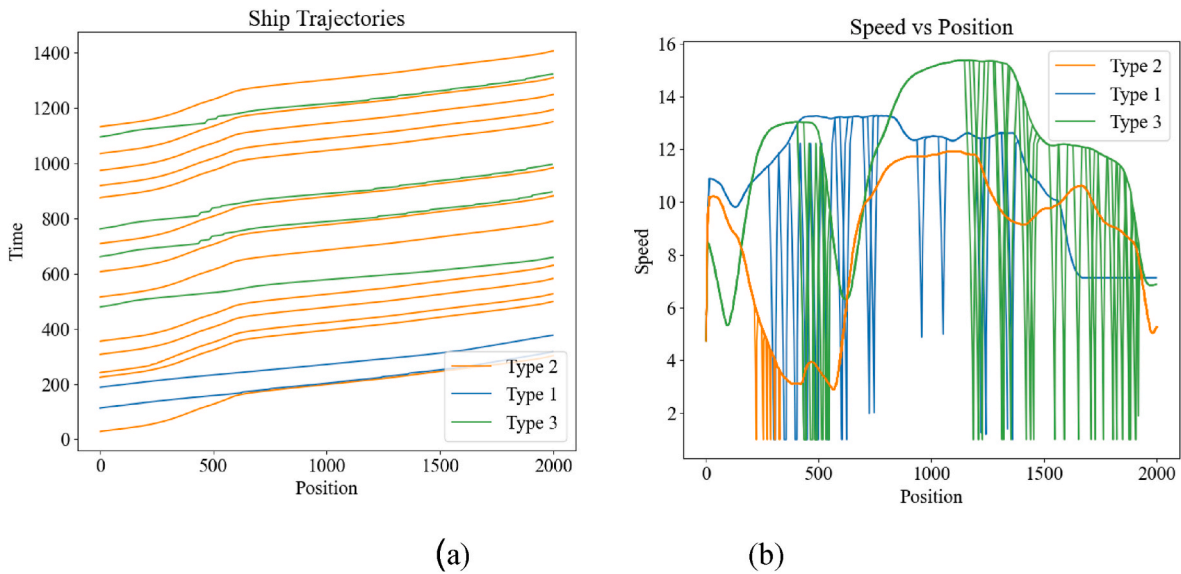 Ship Trajectories
1400
1200
1000
800
600
400
200
0
Time
0 500 1000 1500 2000
Position
Type 2
Type 1
Type 3
(a)
Speed vs Position
16
14
12
10
8
6
4
2
Speed
0 500 1000 1500 2000
Position
Type 2
Type 1
Type 3
(b)